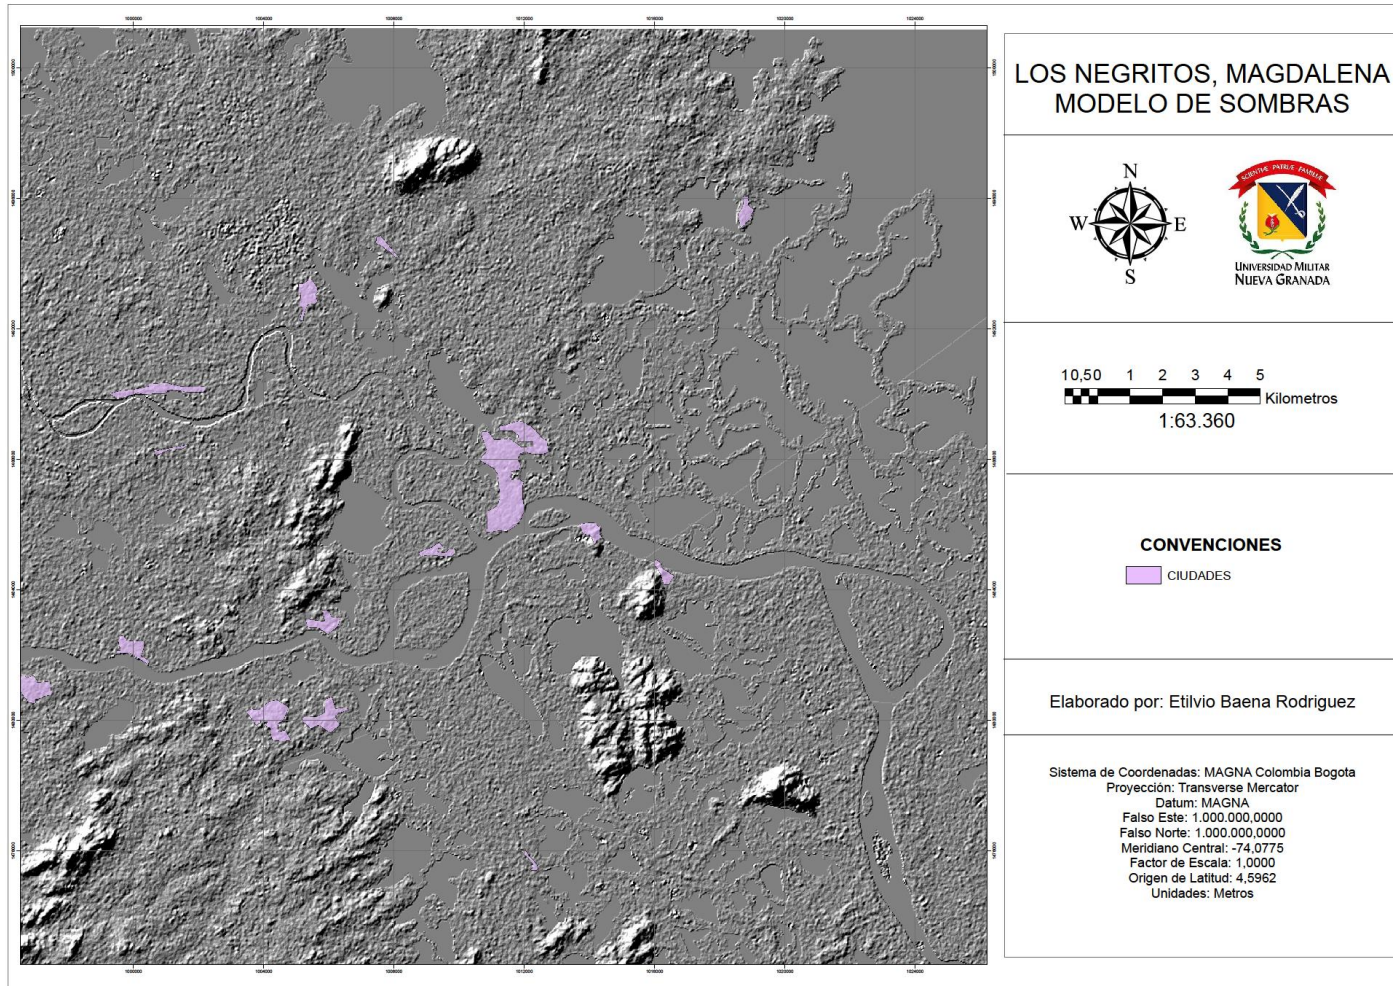 LOS NEGRITOS, MAGDALENA
MODELO DE SOMBRAS
N
W E
S
SCIENTIÆ PATRIÆ FAMILIÆ
UNIVERSIDAD MILITAR
NUEVA GRANADA
10,50 1 2 3 4 5
Kilometros
1:63.360
CONVENCIONES
CIUDADES
Elaborado por: Etilvio Baena Rodriguez
Sistema de Coordenadas: MAGNA Colombia Bogota
Proyección: Transverse Mercator
Datum: MAGNA
Falso Este: 1.000.000,0000
Falso Norte: 1.000.000,0000
Meridiano Central: -74,0775
Factor de Escala: 1,0000
Origen de Latitud: 4,5962
Unidades: Metros